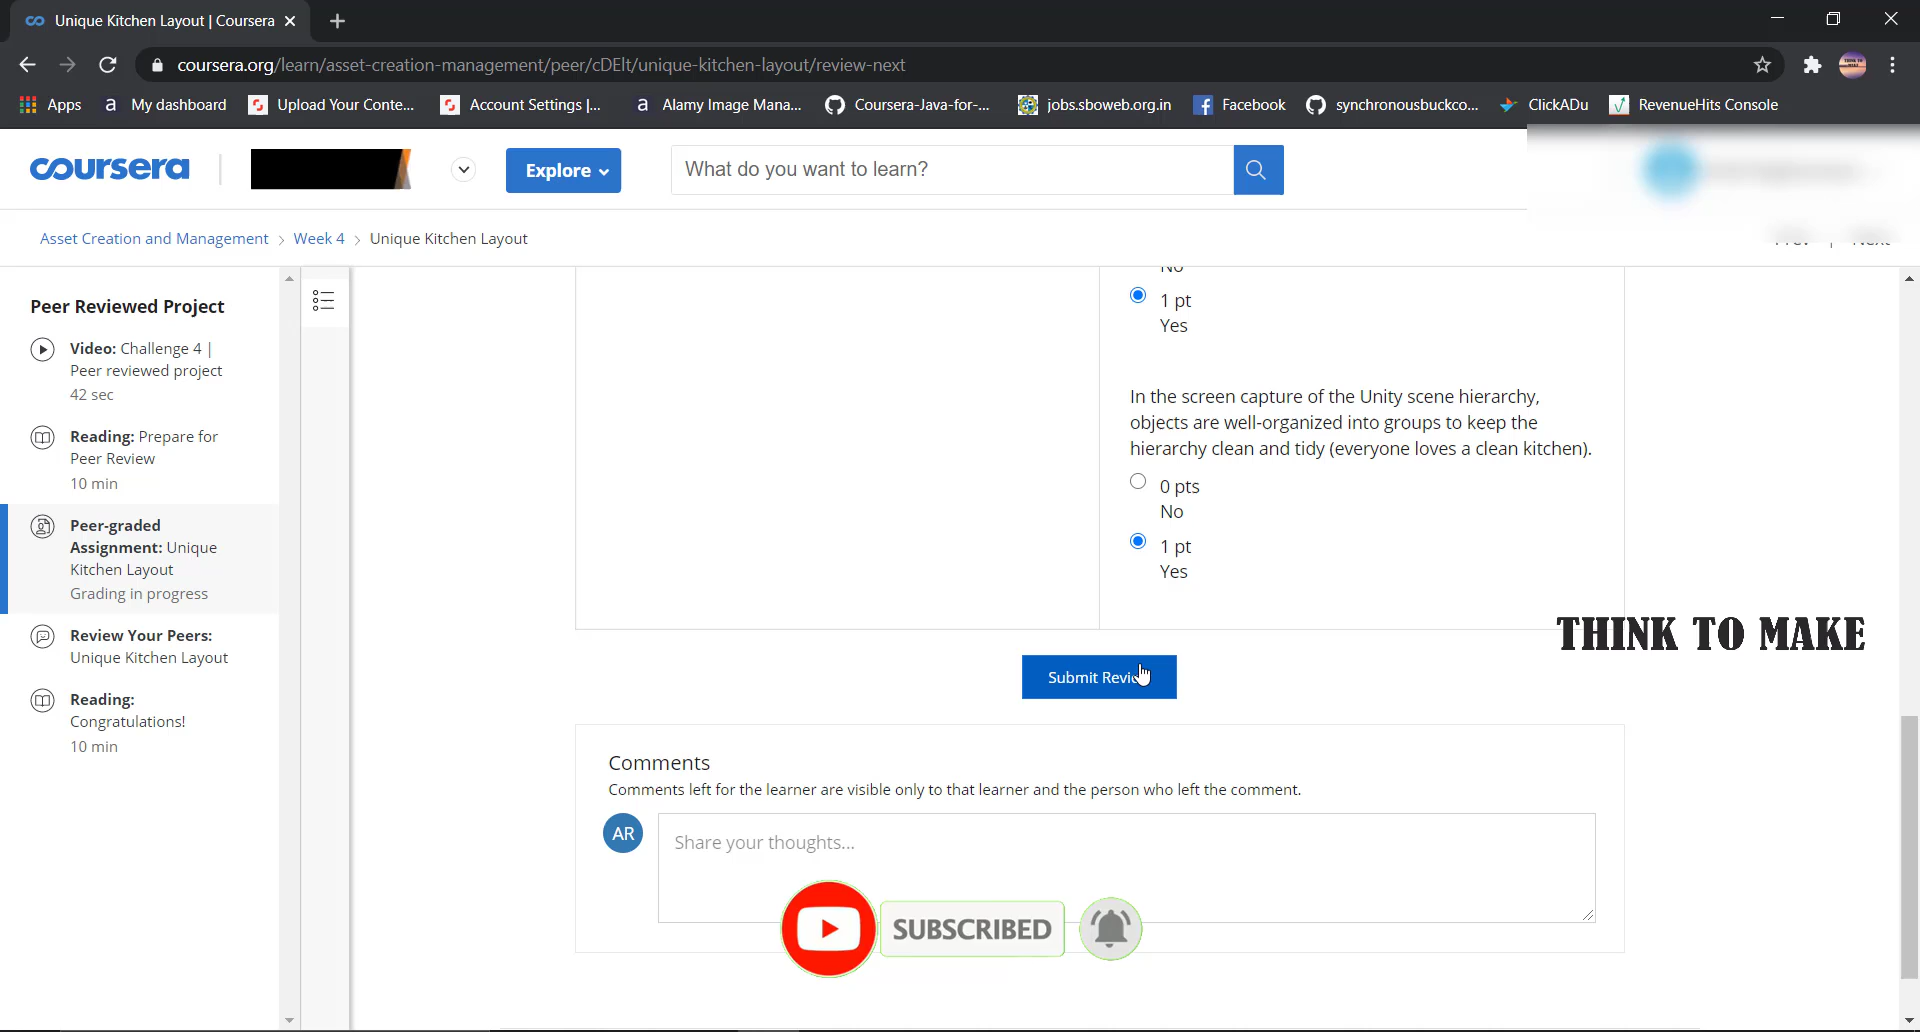 Unique Kitchen Layout | Coursera
coursera.org/learn/asset-creation-management/peer/cDElt/unique-kitchen-layout/review-next
Apps
a My dashboard
Upload Your Conte...
Account Settings |...
a Alamy Image Mana...
Coursera-Java-for-...
jobs.sboweb.org.in
Facebook
synchronousbuckco...
ClickADu
RevenueHits Console
coursera
Explore
What do you want to learn?
Asset Creation and Management > Week 4 > Unique Kitchen Layout
Prev | Next
Peer Reviewed Project
Video: Challenge 4 |
Peer reviewed project
42 sec
Reading: Prepare for
Peer Review
10 min
Peer-graded
Assignment: Unique
Kitchen Layout
Grading in progress
Review Your Peers:
Unique Kitchen Layout
Reading:
Congratulations!
10 min
No
1 pt
Yes
In the screen capture of the Unity scene hierarchy,
objects are well-organized into groups to keep the
hierarchy clean and tidy (everyone loves a clean kitchen).
0 pts
No
1 pt
Yes
THINK TO MAKE
Submit Revie
Comments
Comments left for the learner are visible only to that learner and the person who left the comment.
AR
Share your thoughts...
SUBSCRIBED